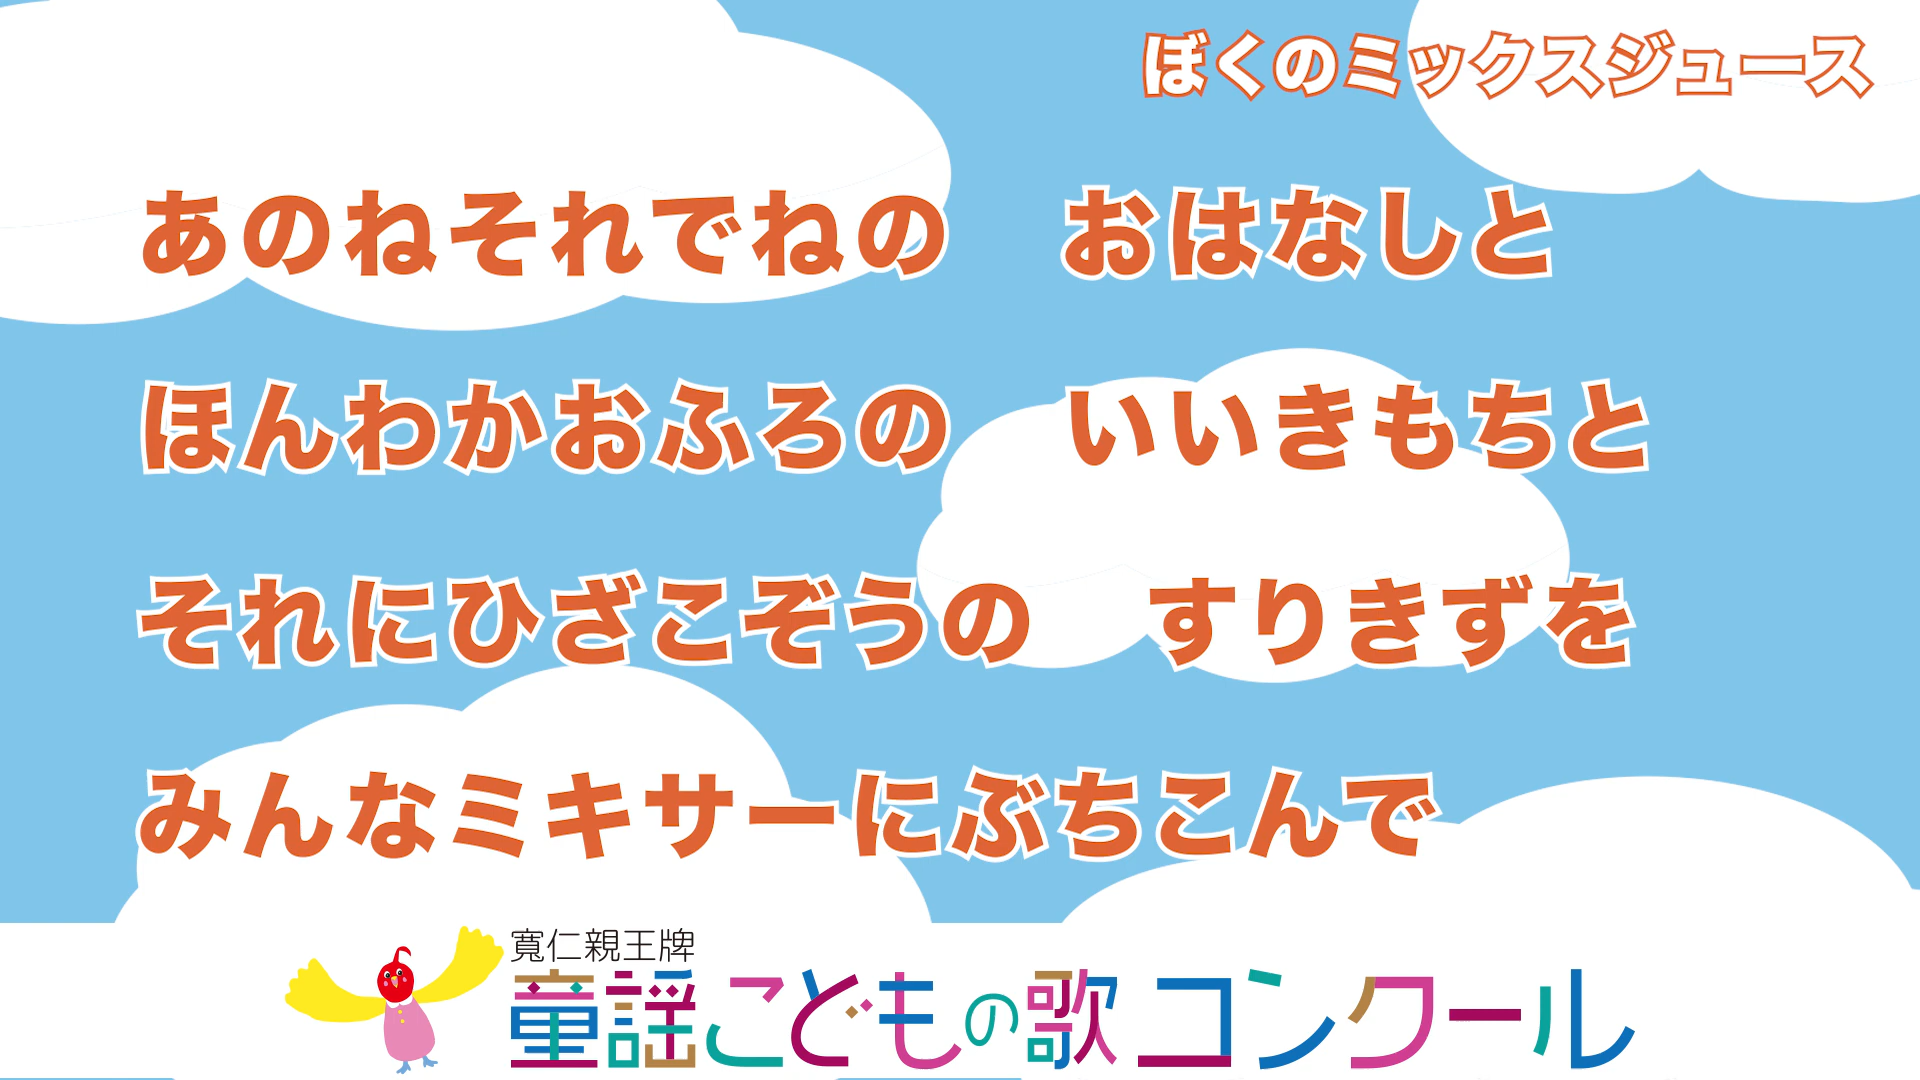 ぼくのミックスジュース
あのねそれでねの　おはなしと
ほんわかおふろの　いいきもちと
それにひざこぞうの　すりきずを
みんなミキサーにぶちこんで
寬仁親王牌
童謡こどもの歌コンクール